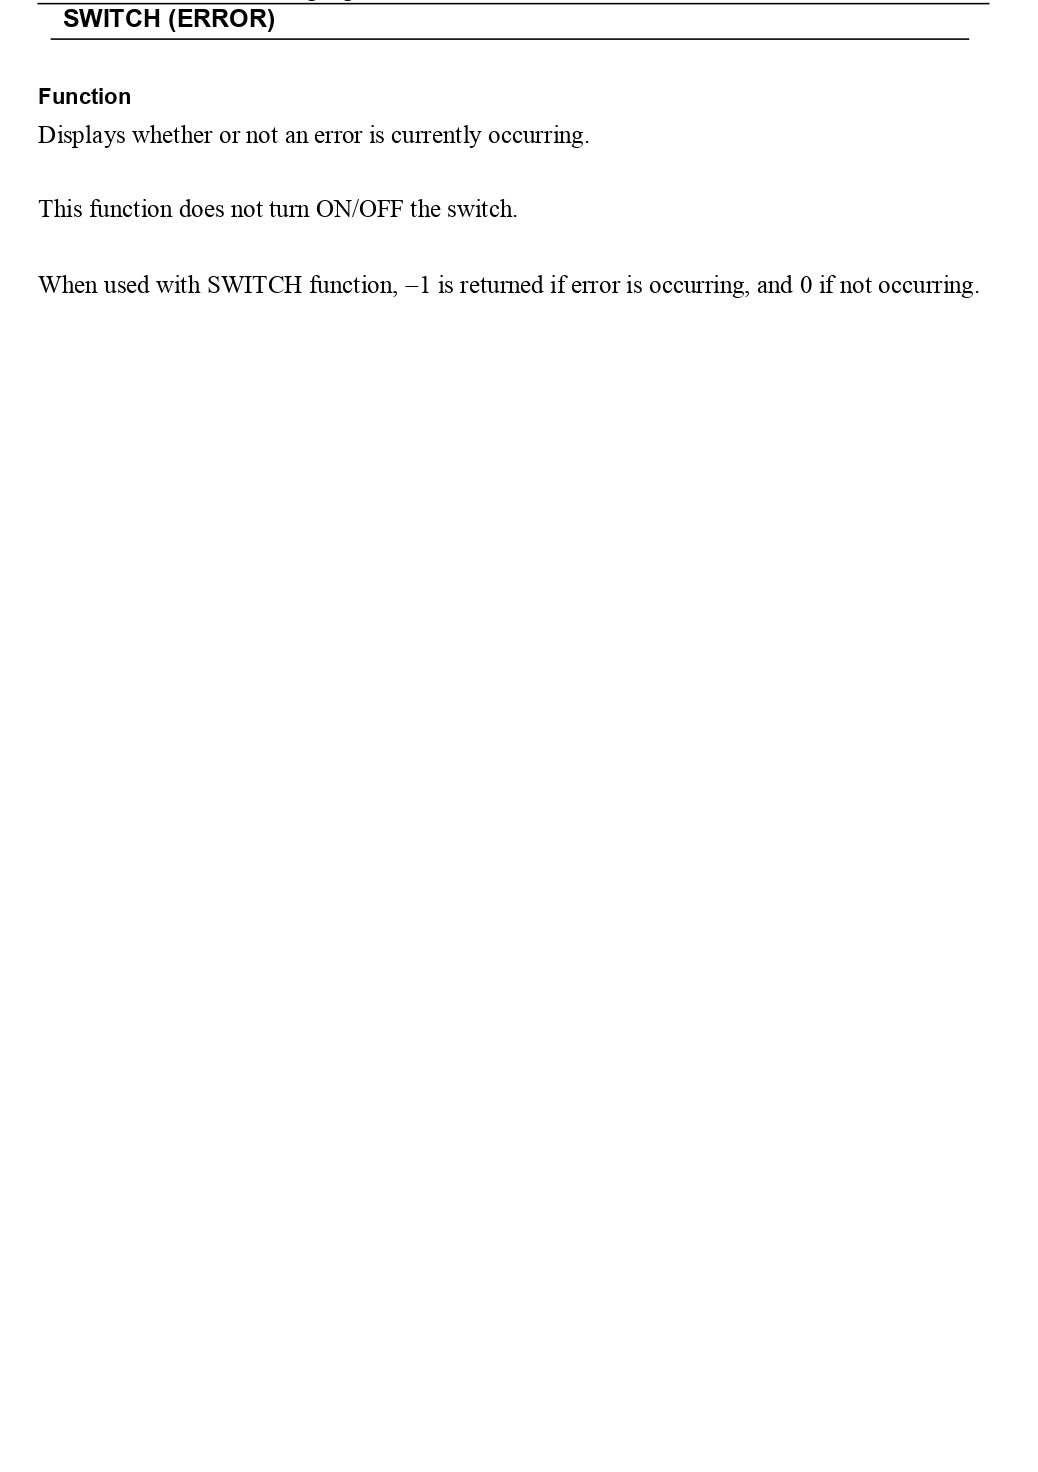 SWITCH (ERROR)
Function
Displays whether or not an error is currently occurring.
This function does not turn ON/OFF the switch.
When used with SWITCH function, –1 is returned if error is occurring, and 0 if not occurring.